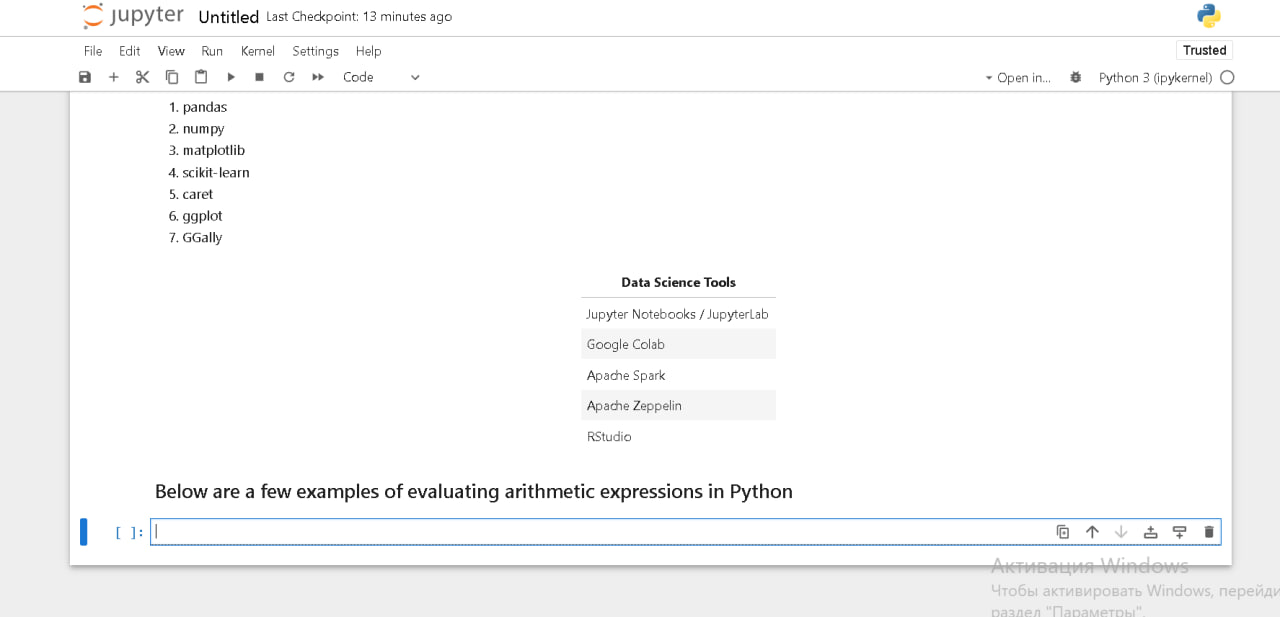 jupyter Untitled Last Checkpoint: 13 minutes ago
File Edit View Run Kernel Settings Help Trusted
Code Open in... Python 3 (ipykernel)
1. pandas
2. numpy
3. matplotlib
4. scikit-learn
5. caret
6. ggplot
7. GGally
Data Science Tools
Jupyter Notebooks / JupyterLab
Google Colab
Apache Spark
Apache Zeppelin
RStudio
Below are a few examples of evaluating arithmetic expressions in Python
[ ]:
Активация Windows
Чтобы активировать Windows, перейди
раздел "Параметры".